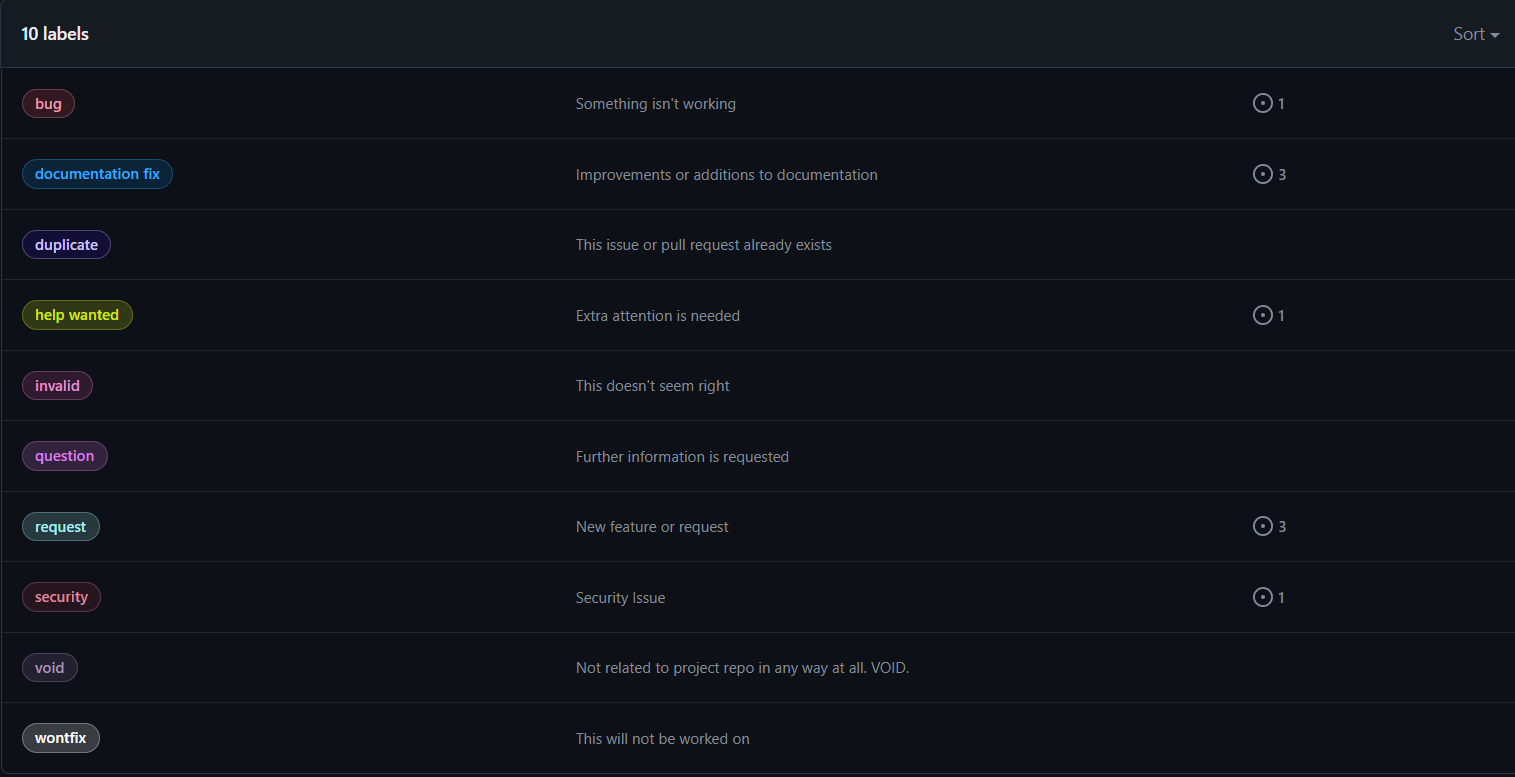 10 labels Sort
bug Something isn't working 1
documentation fix Improvements or additions to documentation 3
duplicate This issue or pull request already exists
help wanted Extra attention is needed 1
invalid This doesn't seem right
question Further information is requested
request New feature or request 3
security Security Issue 1
void Not related to project repo in any way at all. VOID.
wontfix This will not be worked on